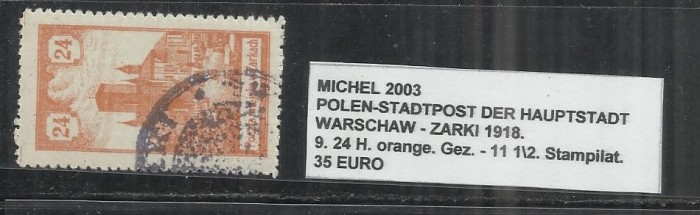 24
24
MICHEL 2003
POLEN-STADTPOST DER HAUPTSTADT
WARSCHAW - ZARKI 1918.
9. 24 H. orange. Gez. - 11 1\2. Stampilat.
35 EURO